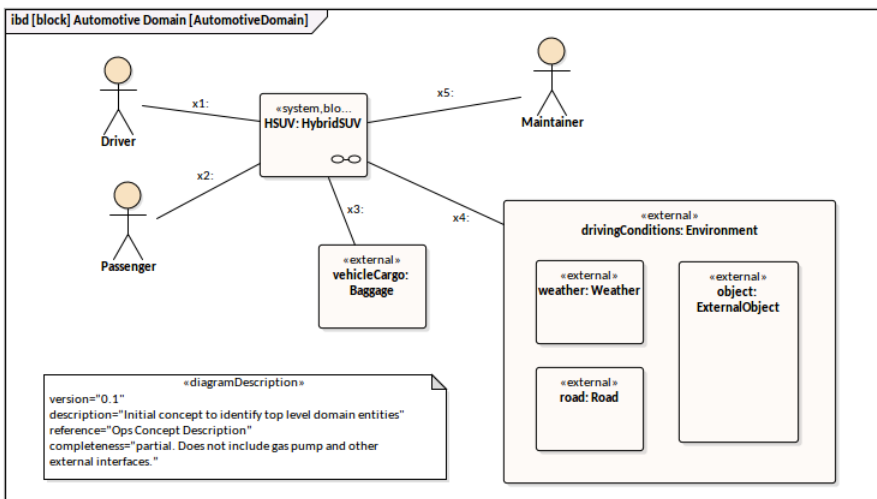 ibd [block] Automotive Domain [AutomotiveDomain]
Driver
x1:
«system,blo...
HSUV: HybridSUV
x5:
Maintainer
x2:
Passenger
x3:
x4:
«external»
vehicleCargo:
Baggage
«external»
drivingConditions: Environment
«external»
weather: Weather
«external»
object:
ExternalObject
«external»
road: Road
«diagramDescription»
version="0.1"
description="Initial concept to identify top level domain entities"
reference="Ops Concept Description"
completeness="partial. Does not include gas pump and other
external interfaces."